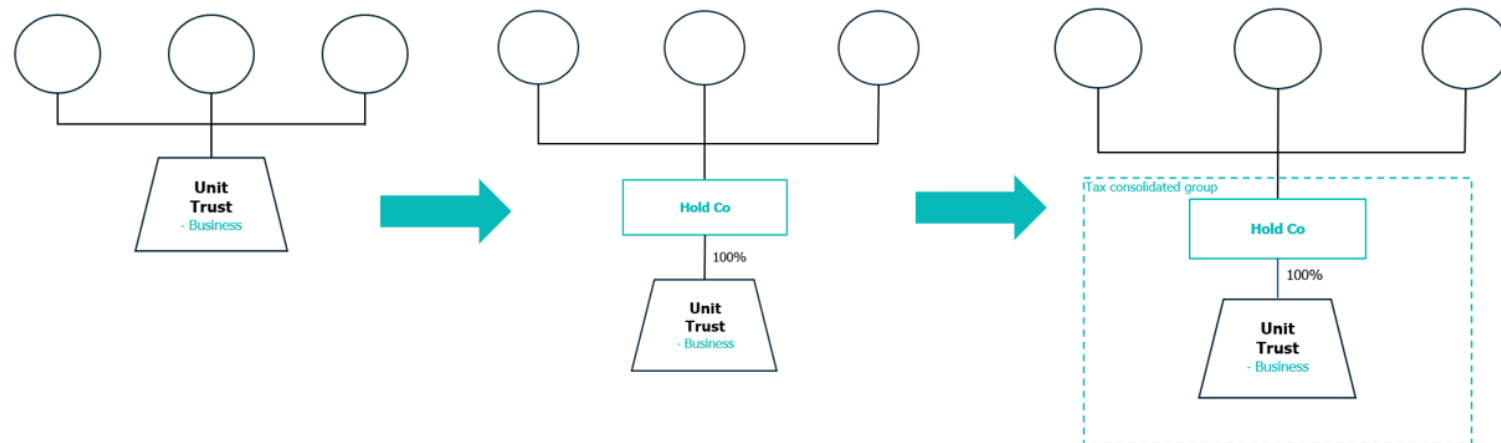 Unit
Trust
- Business
Hold Co
100%
Unit
Trust
- Business
Tax consolidated group
Hold Co
100%
Unit
Trust
- Business